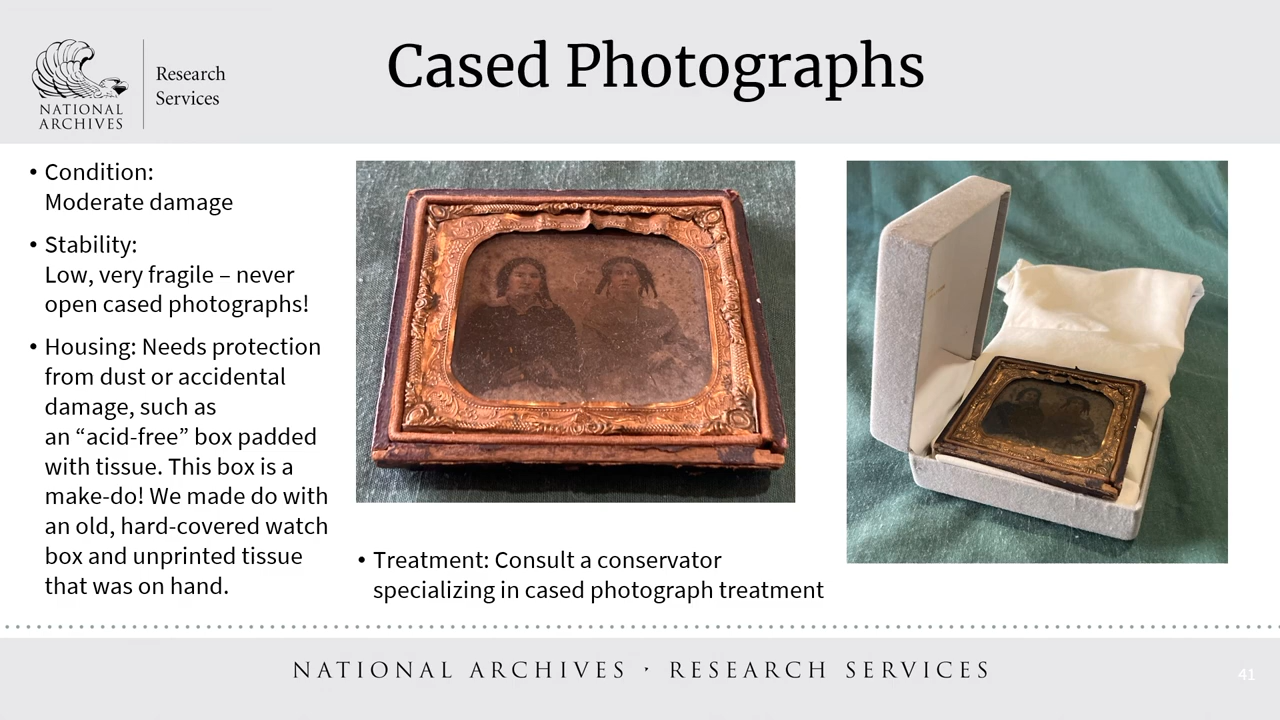 NATIONAL
ARCHIVES
Research
Services
Cased Photographs
• Condition:
Moderate damage
• Stability:
Low, very fragile – never
open cased photographs!
• Housing: Needs protection
from dust or accidental
damage, such as
an “acid-free” box padded
with tissue. This box is a
make-do! We made do with
an old, hard-covered watch
box and unprinted tissue
that was on hand.
• Treatment: Consult a conservator
specializing in cased photograph treatment
NATIONAL ARCHIVES · RESEARCH SERVICES
41